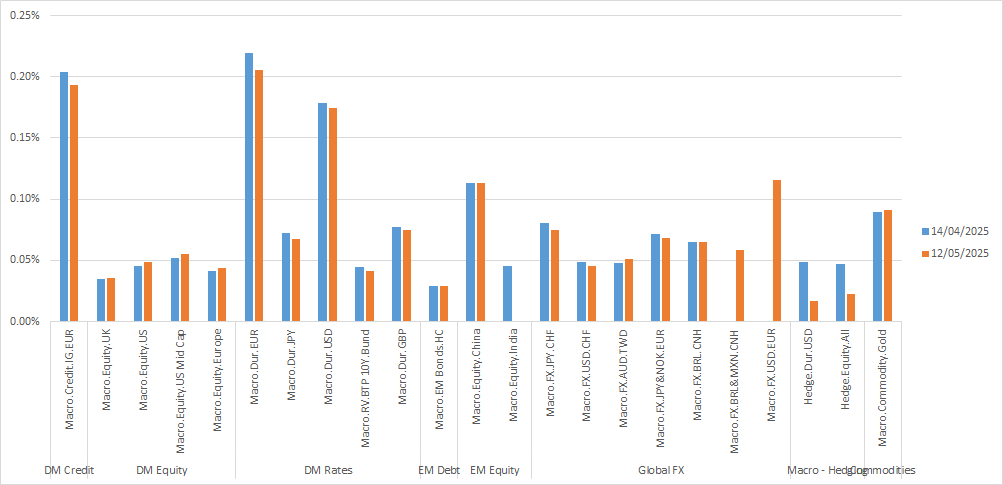 0.25%
0.20%
0.15%
0.10%
0.05%
0.00%
Macro.Credit.IG.EUR
Macro.Equity.UK
Macro.Equity.US
Macro.Equity.US Mid Cap
Macro.Equity.Europe
Macro.Dur.EUR
Macro.Dur.JPY
Macro.Dur.USD
Macro.RV.BTP 10Y.Bund
Macro.Dur.GBP
Macro.EM Bonds.HC
Macro.Equity.China
Macro.Equity.India
Macro.FX.JPY.CHF
Macro.FX.USD.CHF
Macro.FX.AUD.TWD
Macro.FX.JPY&NOK.EUR
Macro.FX.BRL.CNH
Macro.FX.BRL&MXN.CNH
Macro.FX.USD.EUR
Hedge.Dur.USD
Hedge.Equity.All
Macro.Commodity.Gold
DM Credit
DM Equity
DM Rates
EM Debt
EM Equity
Global FX
Macro - Hedging
Commodities
14/04/2025
12/05/2025